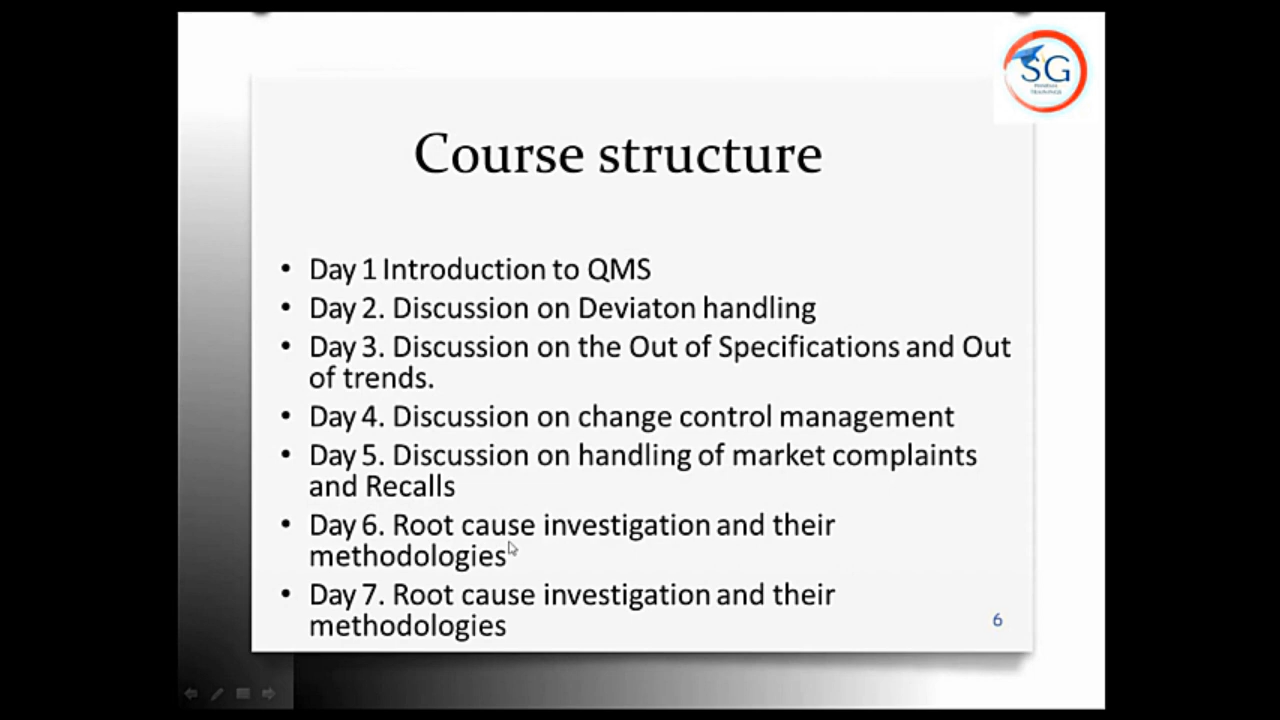 SG
PHARMA
TRAININGS
Course structure
• Day 1 Introduction to QMS
• Day 2. Discussion on Deviaton handling
• Day 3. Discussion on the Out of Specifications and Out
of trends.
• Day 4. Discussion on change control management
• Day 5. Discussion on handling of market complaints
and Recalls
• Day 6. Root cause investigation and their
methodologies
• Day 7. Root cause investigation and their
methodologies
6